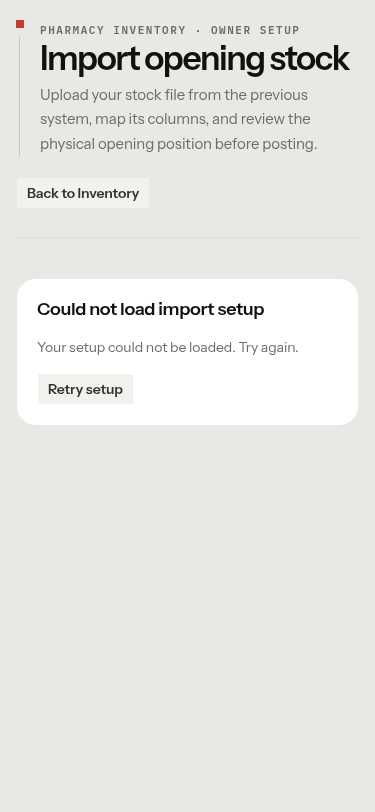 PHARMACY INVENTORY · OWNER SETUP
Import opening stock
Upload your stock file from the previous
system, map its columns, and review the
physical opening position before posting.
Back to Inventory
Could not load import setup
Your setup could not be loaded. Try again.
Retry setup